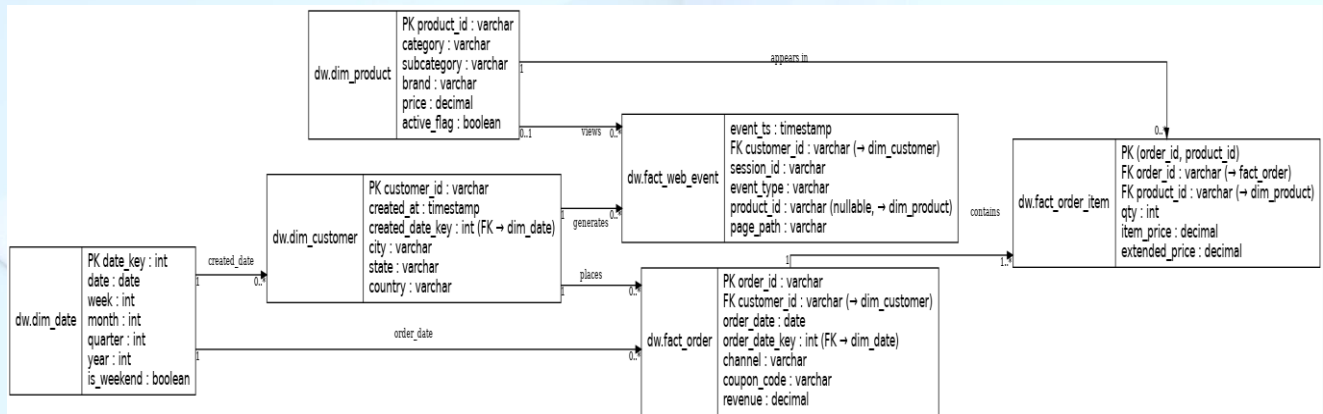 dw.dim_product
PK product_id : varchar
category : varchar
subcategory : varchar
brand : varchar
price : decimal
active_flag : boolean
1
appears in
0..*
0..1
views
0..*
dw.fact_web_event
event_ts : timestamp
FK customer_id : varchar (→ dim_customer)
session_id : varchar
event_type : varchar
product_id : varchar (nullable, → dim_product)
page_path : varchar
dw.fact_order_item
PK (order_id, product_id)
FK order_id : varchar (→ fact_order)
FK product_id : varchar (→ dim_product)
qty : int
item_price : decimal
extended_price : decimal
dw.dim_customer
PK customer_id : varchar
created_at : timestamp
created_date_key : int (FK → dim_date)
city : varchar
state : varchar
country : varchar
1
generates
0..*
contains
1
1..*
places
1
0..*
dw.dim_date
PK date_key : int
date : date
week : int
month : int
quarter : int
year : int
is_weekend : boolean
created_date
1
0..*
order_date
1
0..*
dw.fact_order
PK order_id : varchar
FK customer_id : varchar (→ dim_customer)
order_date : date
order_date_key : int (FK → dim_date)
channel : varchar
coupon_code : varchar
revenue : decimal